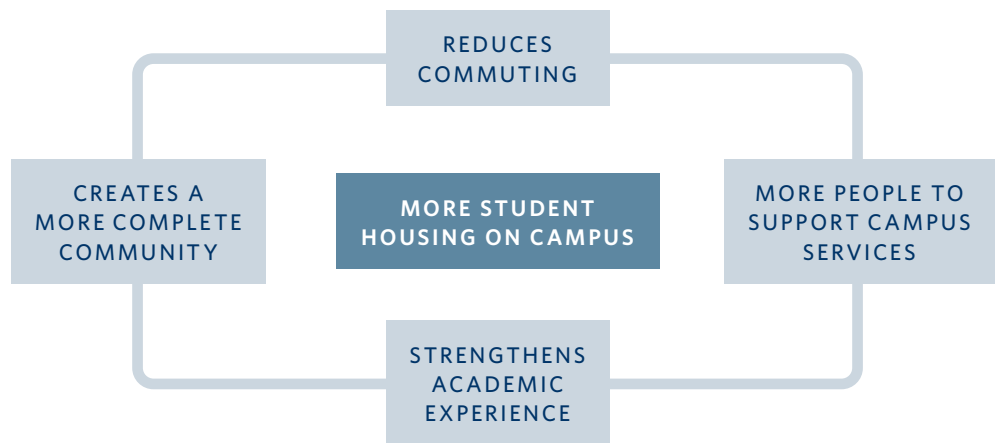 REDUCES
COMMUTING
CREATES A
MORE COMPLETE
COMMUNITY
MORE STUDENT
HOUSING ON CAMPUS
MORE PEOPLE TO
SUPPORT CAMPUS
SERVICES
STRENGTHENS
ACADEMIC
EXPERIENCE